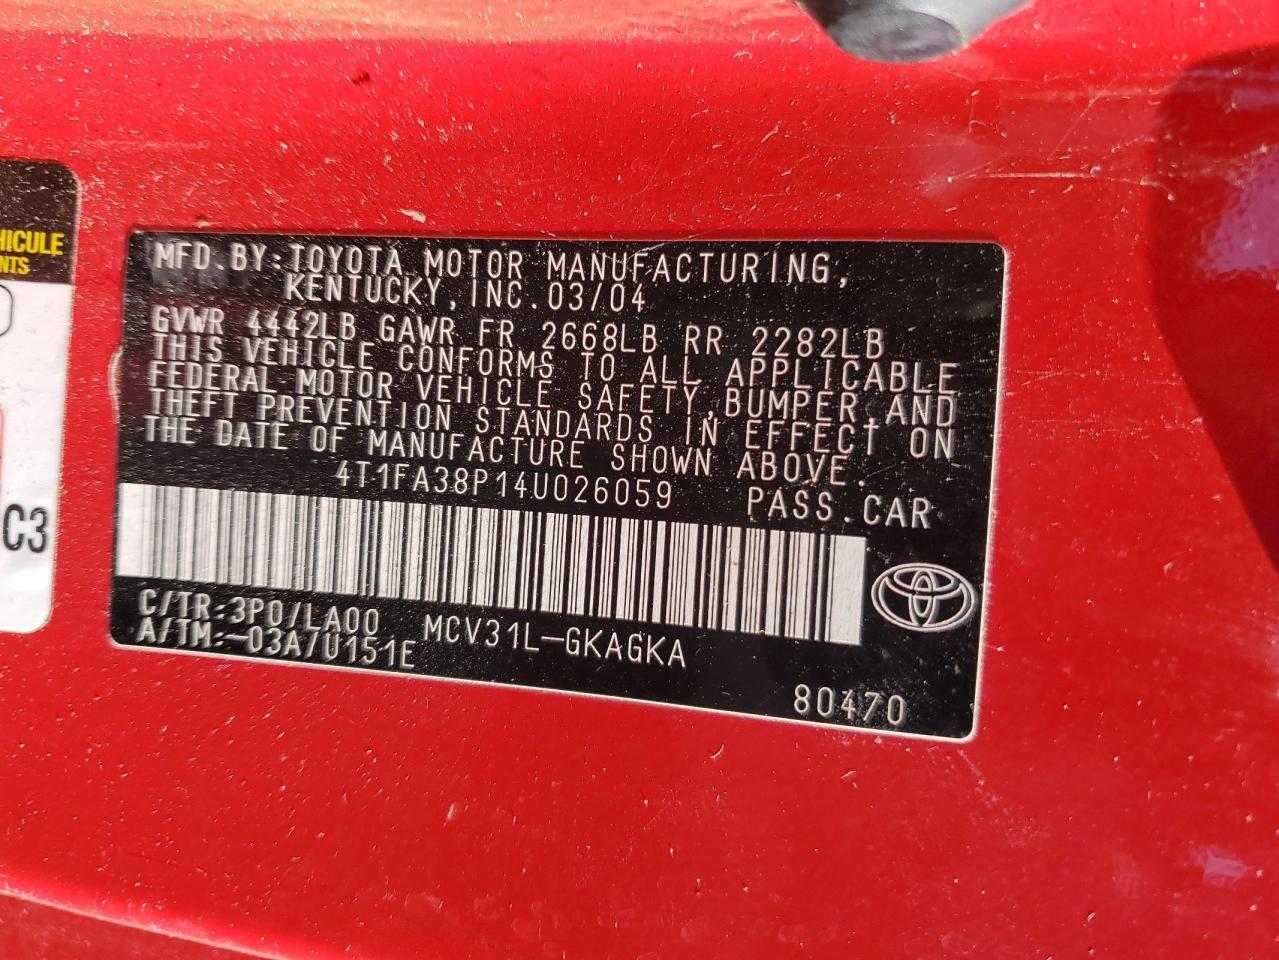 HICULE
NTS
C3
MFD.BY:TOYOTA MOTOR MANUFACTURING,
KENTUCKY,INC.03/04
GVWR 4442LB GAWR FR 2668LB RR 2282LB
THIS VEHICLE CONFORMS TO ALL APPLICABLE
FEDERAL MOTOR VEHICLE SAFETY,BUMPER,AND
THEFT PREVENTION STANDARDS IN EFFECT ON
THE DATE OF MANUFACTURE SHOWN ABOVE.
4T1FA38P14U026059 PASS.CAR
C/TR:3P0/LA00 MCV31L-GKAGKA
A/TM:-03A/U151E
80470